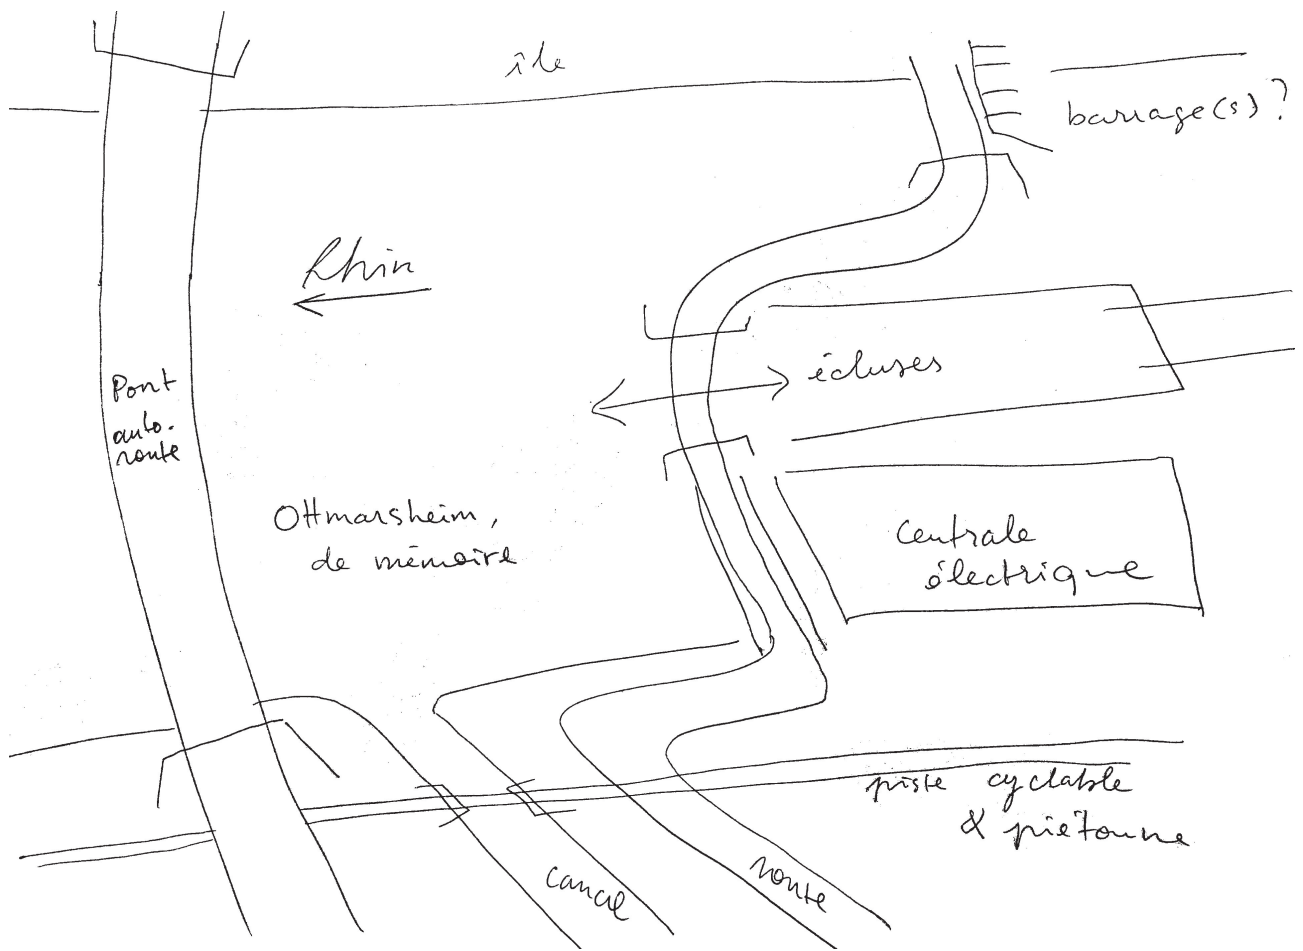 île
barrage(s)?
Rhin
Pont
auto-
route
écluses
Ottmarsheim,
de mémoire
Centrale
électrique
piste cyclable
& piétonne
canal
route